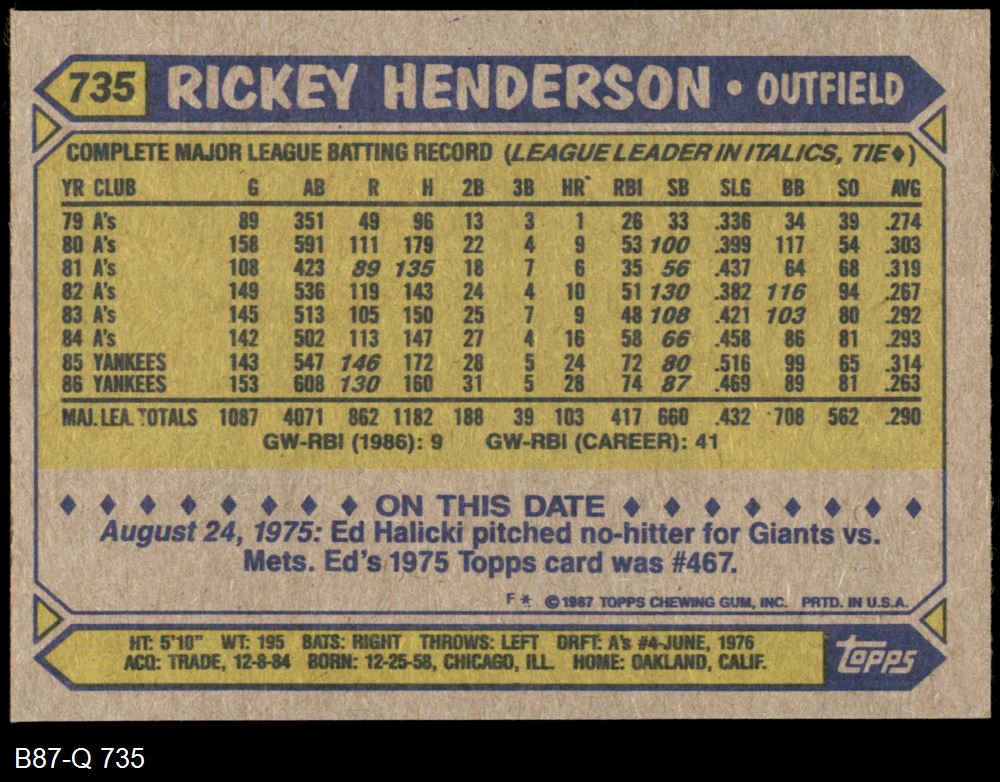 735 RICKEY HENDERSON • OUTFIELD
COMPLETE MAJOR LEAGUE BATTING RECORD (LEAGUE LEADER IN ITALICS, TIE♦)
YR CLUB G AB R H 2B 3B HR RBI SB SLG BB SO AVG
79 A's 89 351 49 96 13 3 1 26 33 .336 34 39 .274
80 A's 158 591 111 179 22 4 9 53 100 .399 117 54 .303
81 A's 108 423 89 135 18 7 6 35 56 .437 64 68 .319
82 A's 149 536 119 143 24 4 10 51 130 .382 116 94 .267
83 A's 145 513 105 150 25 7 9 48 108 .421 103 80 .292
84 A's 142 502 113 147 27 4 16 58 66 .458 86 81 .293
85 YANKEES 143 547 146 172 28 5 24 72 80 .516 99 65 .314
86 YANKEES 153 608 130 160 31 5 28 74 87 .469 89 81 .263
MAJ. LEA. TOTALS 1087 4071 862 1182 188 39 103 417 660 .432 708 562 .290
GW-RBI (1986): 9 GW-RBI (CAREER): 41
♦ ♦ ♦ ♦ ♦ ♦ ♦ ♦ ON THIS DATE ♦ ♦ ♦ ♦ ♦ ♦ ♦ ♦
August 24, 1975: Ed Halicki pitched no-hitter for Giants vs.
Mets. Ed's 1975 Topps card was #467.
F* © 1987 TOPPS CHEWING GUM, INC. PRTD. IN U.S.A.
HT: 5'10" WT: 195 BATS: RIGHT THROWS: LEFT DRFT: A's #4-JUNE, 1976
ACQ: TRADE, 12-8-84 BORN: 12-25-58, CHICAGO, ILL. HOME: OAKLAND, CALIF.
topps
B87-Q 735